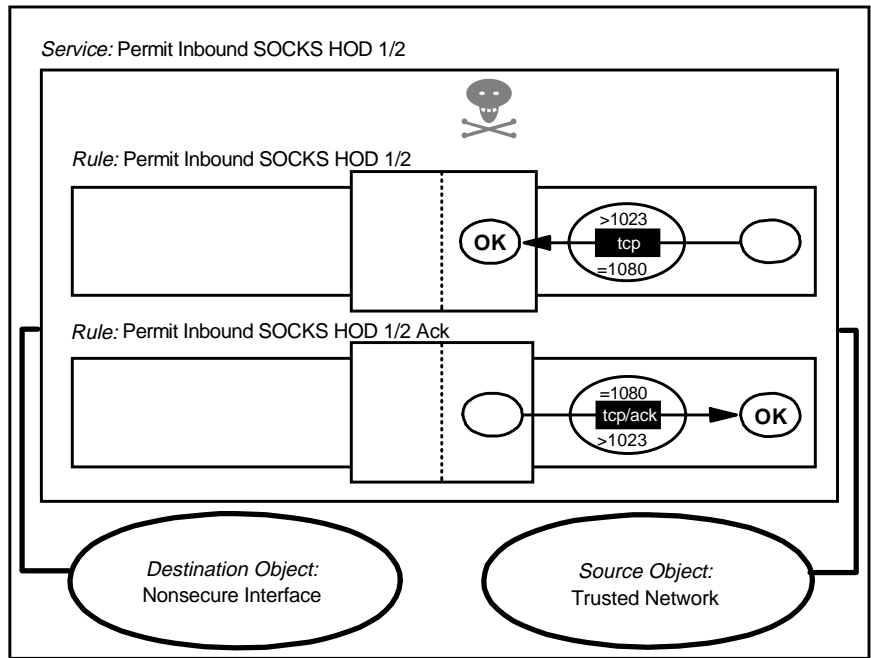 Service: Permit Inbound SOCKS HOD 1/2
Rule: Permit Inbound SOCKS HOD 1/2
>1023
OK
tcp
=1080
Rule: Permit Inbound SOCKS HOD 1/2 Ack
=1080
tcp/ack
OK
>1023
Destination Object:
Nonsecure Interface
Source Object:
Trusted Network